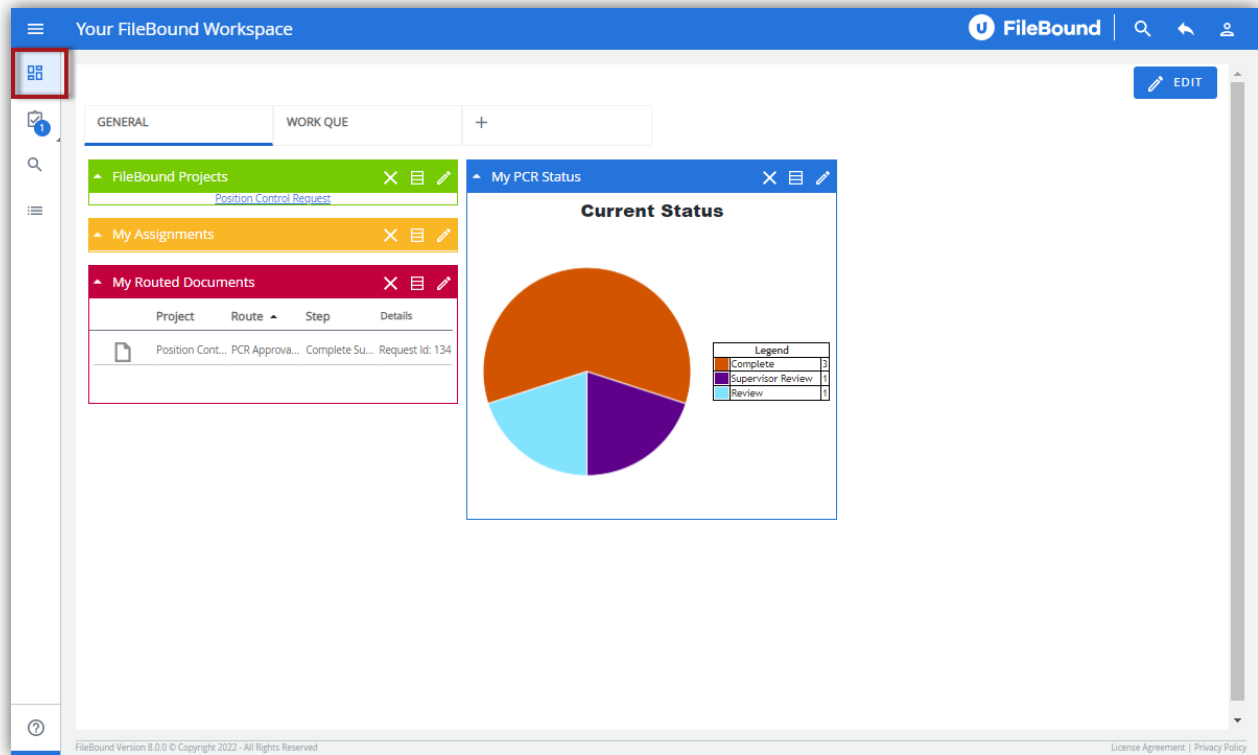 Your FileBound Workspace
FileBound
EDIT
1
GENERAL WORK QUE +
FileBound Projects
Position Control Request
My Assignments
My Routed Documents
Project Route Step Details
Position Cont... PCR Approva... Complete Su... Request Id: 134
My PCR Status
Current Status
Legend
Complete 3
Supervisor Review 1
Review 1
FileBound Version 8.0.0 © Copyright 2022 - All Rights Reserved
License Agreement | Privacy Policy